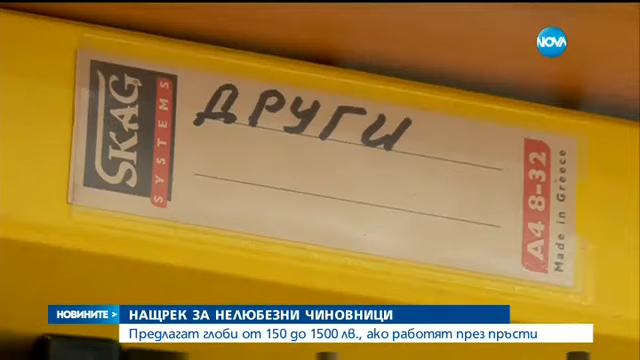 NOVA
SKAG
SYSTEMS
ДРУГИ
A4 8-32
Made in Greece
НОВИНИТЕ
НАЩРЕК ЗА НЕЛЮБЕЗНИ ЧИНОВНИЦИ
Предлагат глоби от 150 до 1500 лв., ако работят през пръсти